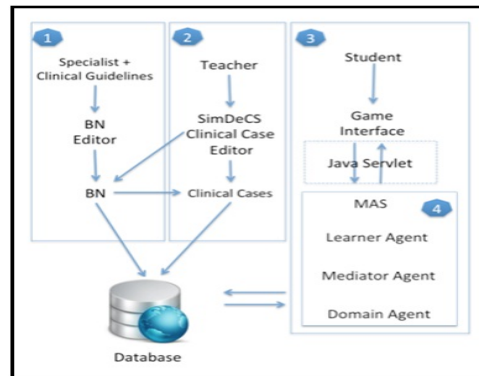 1
Specialist +
Clinical Guidelines
BN
Editor
BN
2
Teacher
SimDeCS
Clinical Case
Editor
Clinical Cases
3
Student
Game
Interface
Java Servlet
4
MAS
Learner Agent
Mediator Agent
Domain Agent
Database